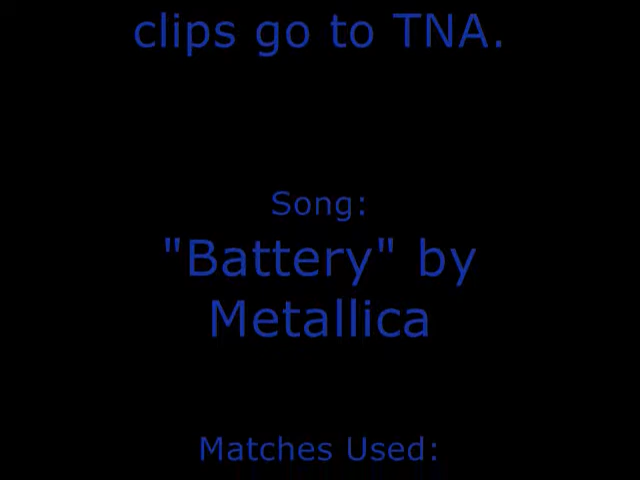 clips go to TNA.
Song:
"Battery" by
Metallica
Matches Used: